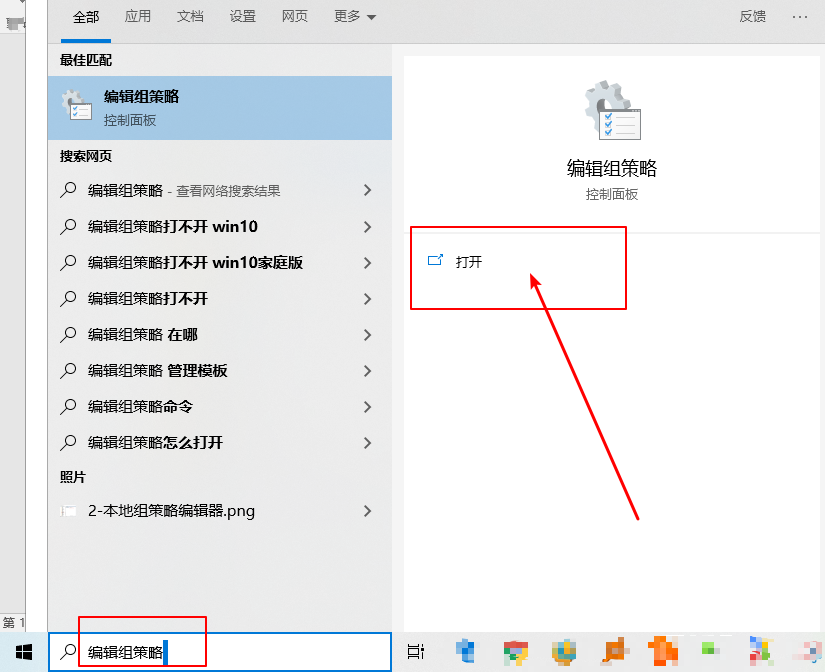 全部 应用 文档 设置 网页 更多 反馈 ···
最佳匹配
编辑组策略
控制面板
搜索网页
编辑组策略 - 查看网络搜索结果
编辑组策略打不开 win10
编辑组策略打不开 win10家庭版
编辑组策略打不开
编辑组策略 在哪
编辑组策略 管理模板
编辑组策略命令
编辑组策略怎么打开
照片
2-本地组策略编辑器.png
编辑组策略
控制面板
打开
第 1
编辑组策略